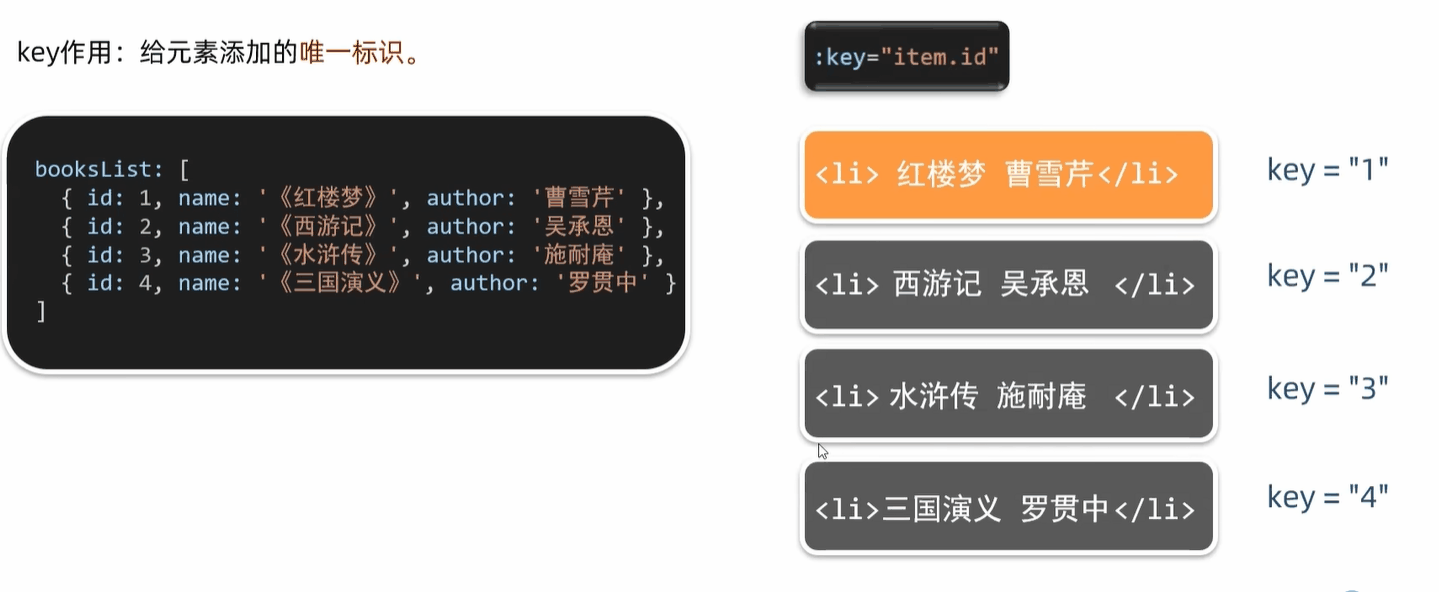 key作用：给元素添加的唯一标识。
booksList: [
{ id: 1, name: '《红楼梦》', author: '曹雪芹' },
{ id: 2, name: '《西游记》', author: '吴承恩' },
{ id: 3, name: '《水浒传》', author: '施耐庵' },
{ id: 4, name: '《三国演义》', author: '罗贯中' }
]
:key="item.id"
<li> 红楼梦 曹雪芹</li> key = "1"
<li> 西游记 吴承恩 </li> key = "2"
<li> 水浒传 施耐庵 </li> key = "3"
<li>三国演义 罗贯中</li> key = "4"